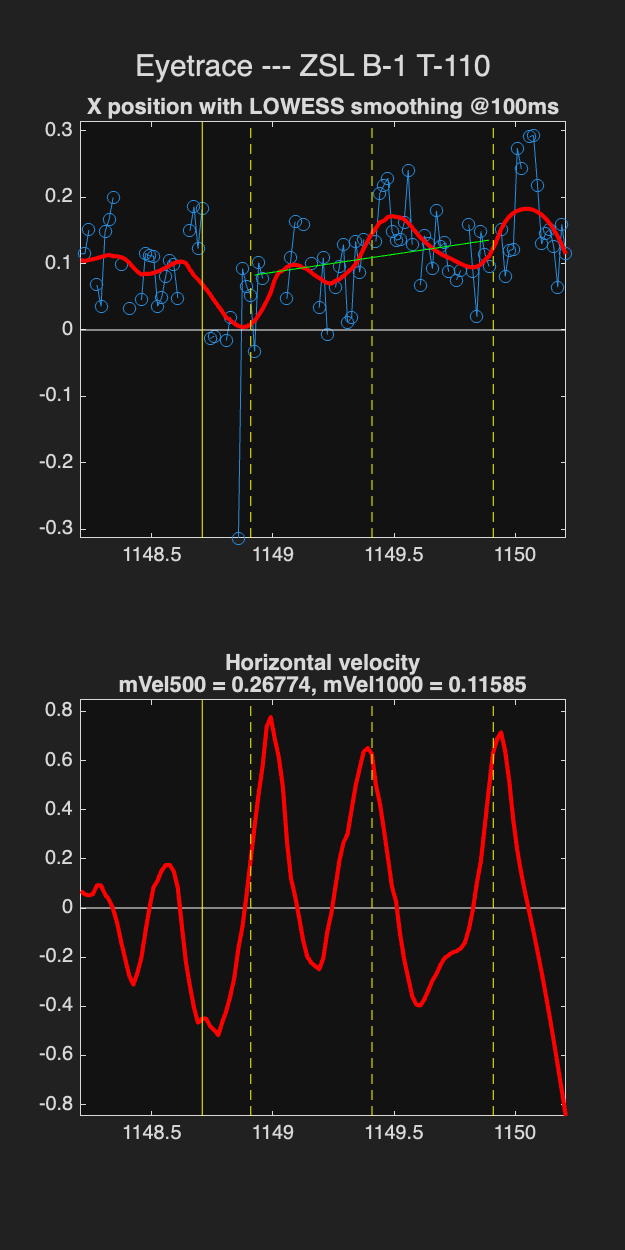 Eyetrace --- ZSL B-1 T-110
X position with LOWESS smoothing @100ms
0.3
0.2
0.1
0
-0.1
-0.2
-0.3
1148.5 1149 1149.5 1150
Horizontal velocity
mVel500 = 0.26774, mVel1000 = 0.11585
0.8
0.6
0.4
0.2
0
-0.2
-0.4
-0.6
-0.8
1148.5 1149 1149.5 1150